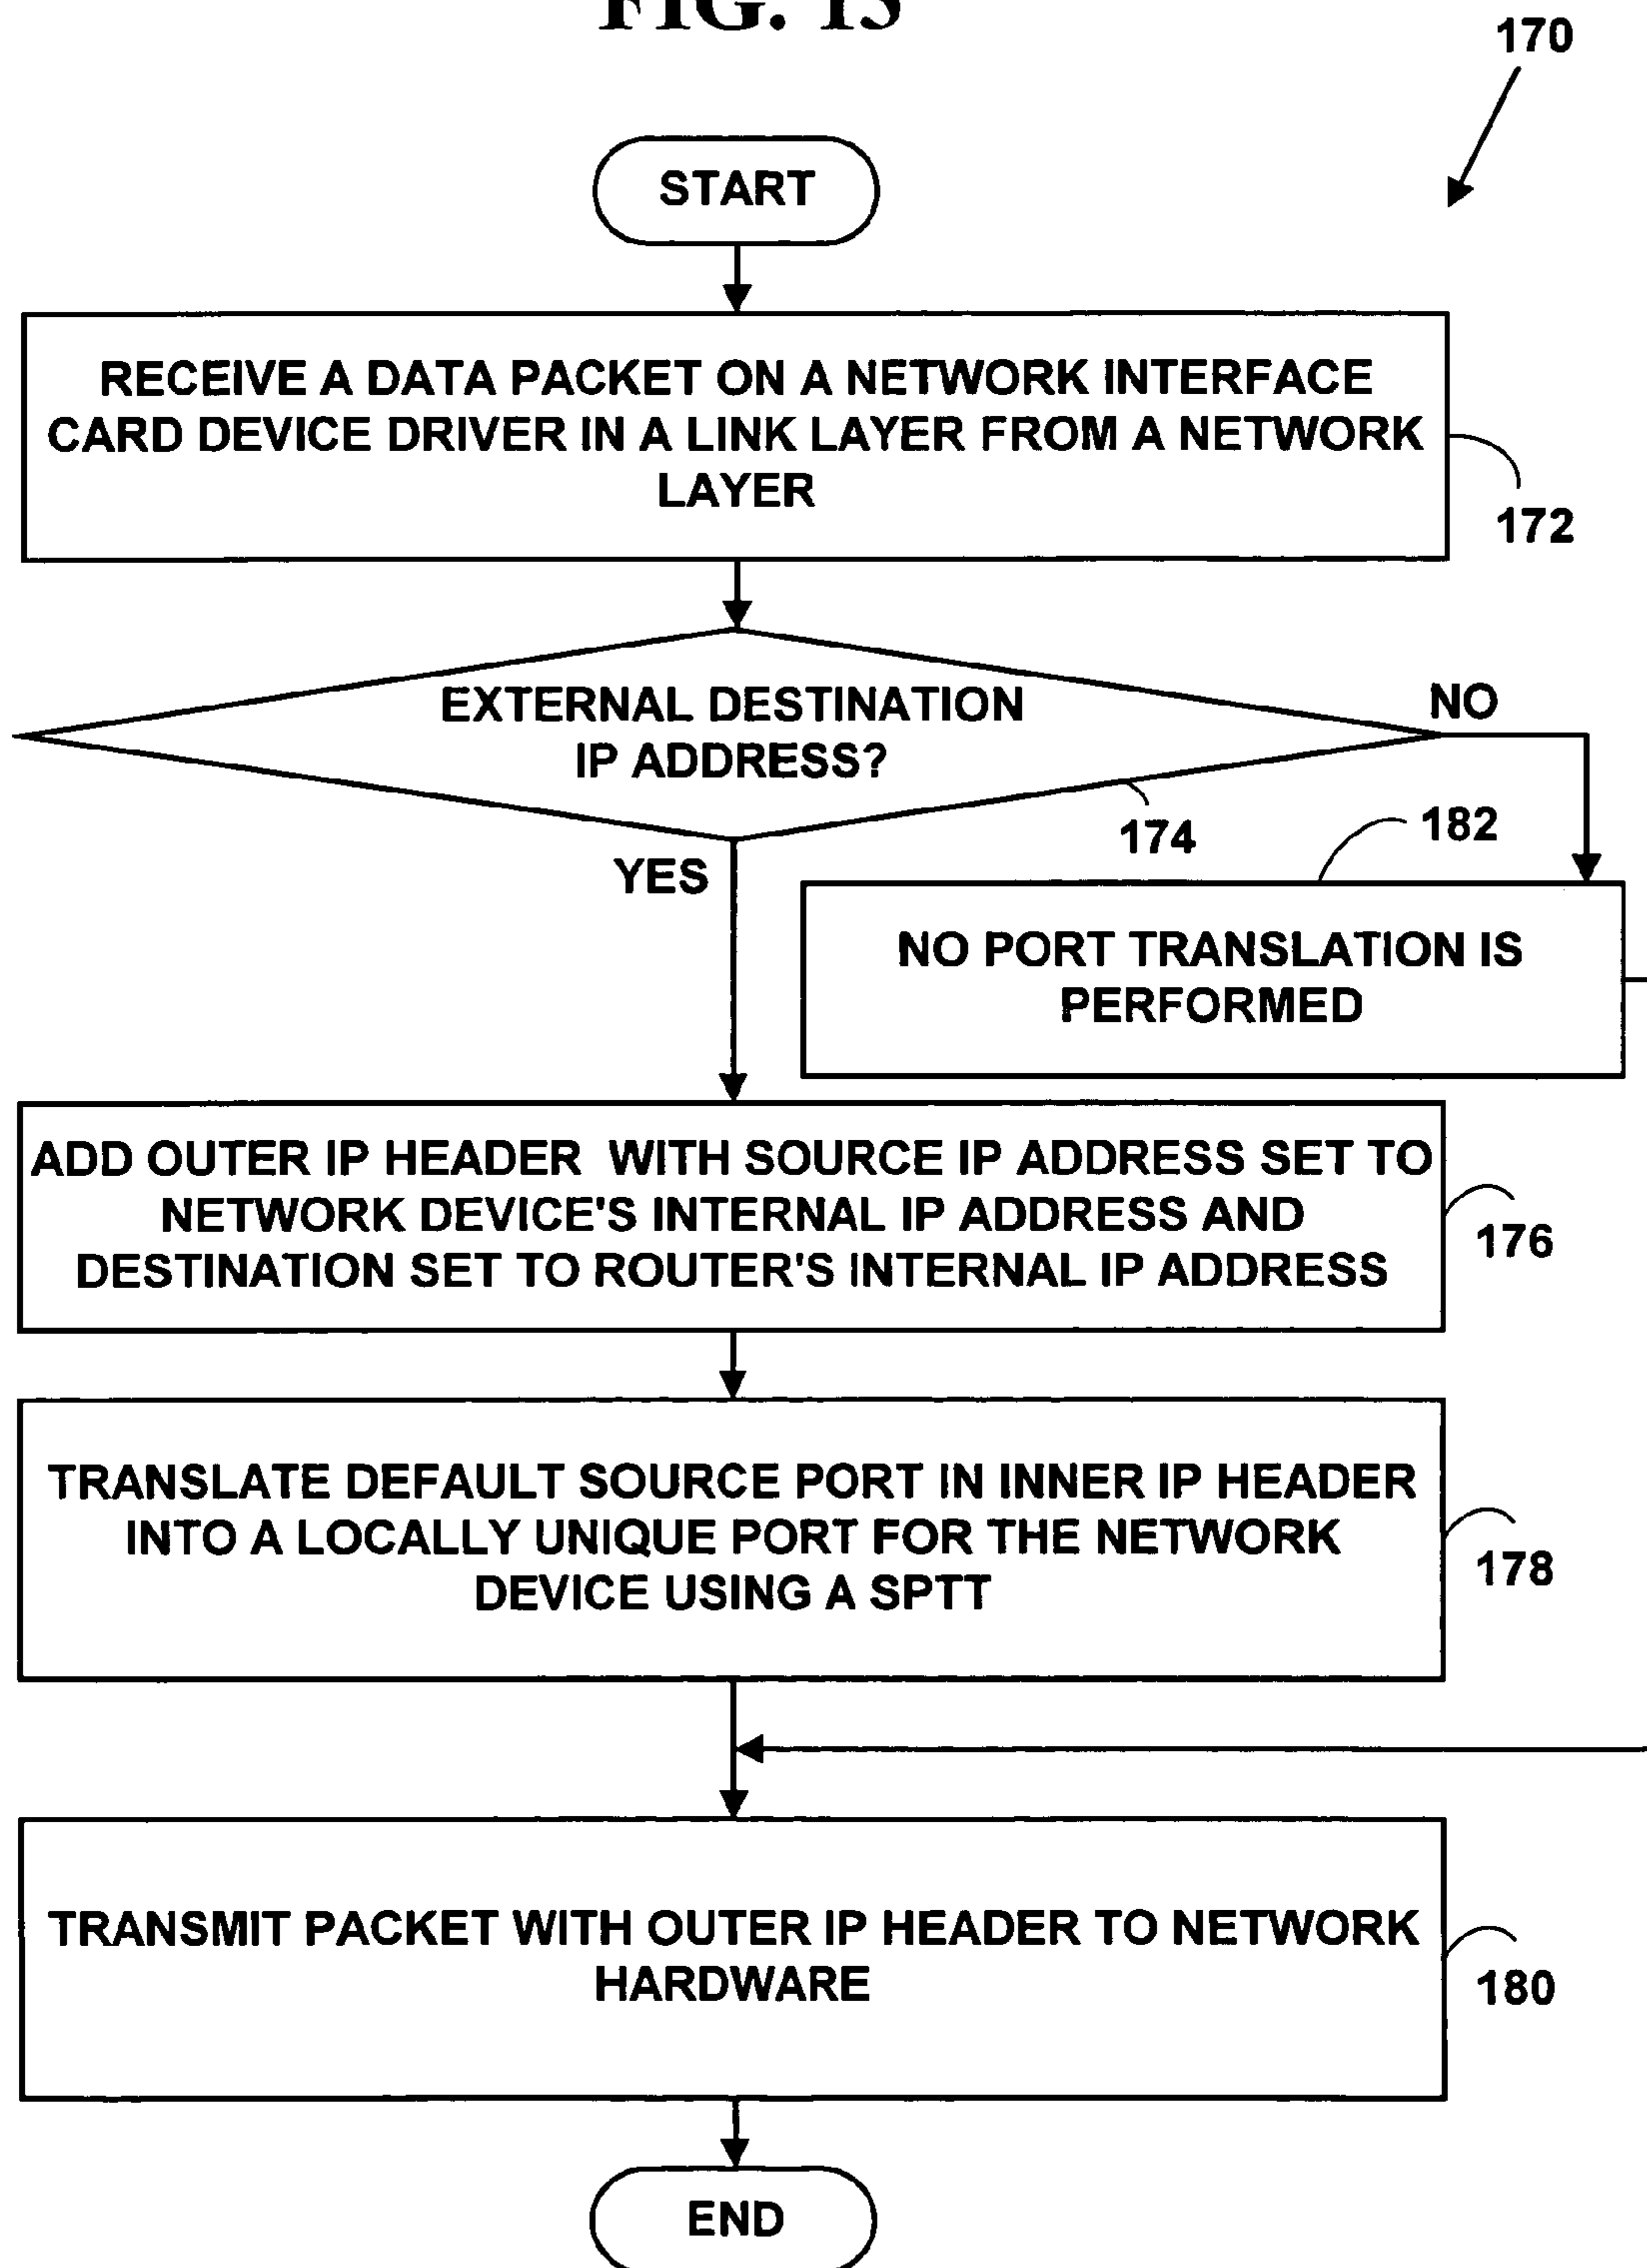 FIG. 13
170
START
RECEIVE A DATA PACKET ON A NETWORK INTERFACE
CARD DEVICE DRIVER IN A LINK LAYER FROM A NETWORK
LAYER
172
EXTERNAL DESTINATION
IP ADDRESS?
NO
174
182
YES
NO PORT TRANSLATION IS
PERFORMED
ADD OUTER IP HEADER WITH SOURCE IP ADDRESS SET TO
NETWORK DEVICE'S INTERNAL IP ADDRESS AND
DESTINATION SET TO ROUTER'S INTERNAL IP ADDRESS
176
TRANSLATE DEFAULT SOURCE PORT IN INNER IP HEADER
INTO A LOCALLY UNIQUE PORT FOR THE NETWORK
DEVICE USING A SPTT
178
TRANSMIT PACKET WITH OUTER IP HEADER TO NETWORK
HARDWARE
180
END